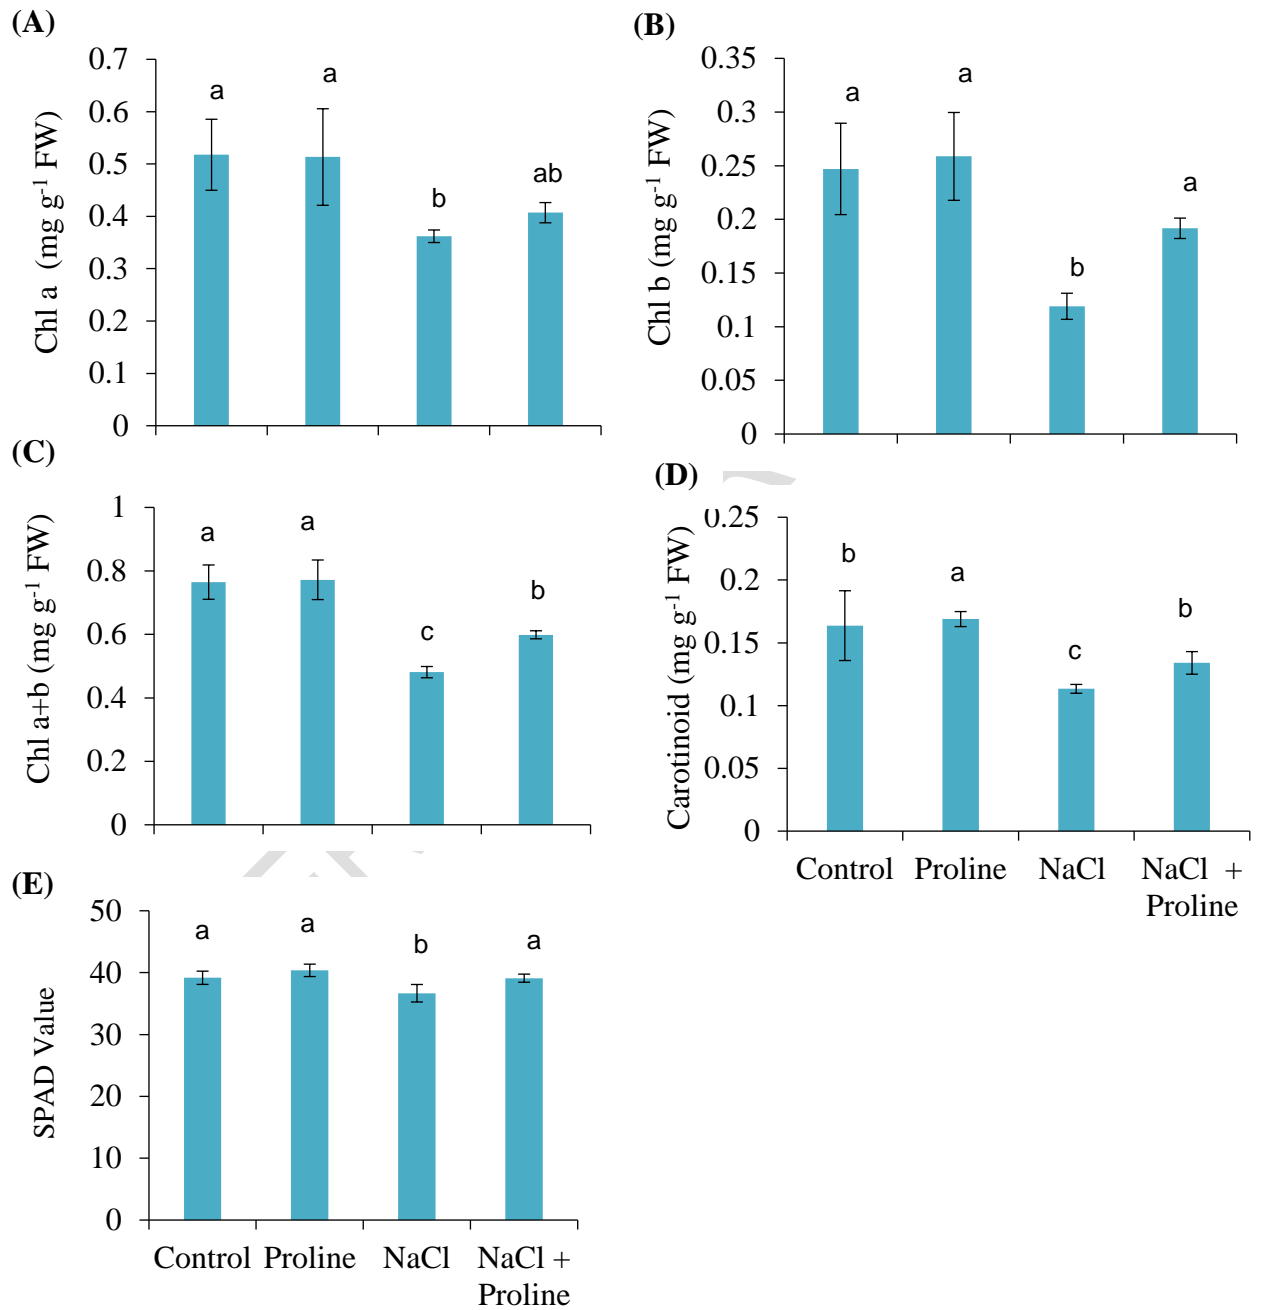 (A)
Chl a (mg g-1 FW)
0.7
0.6
0.5
0.4
0.3
0.2
0.1
0
a
a
b
ab
(B)
Chl b (mg g-1 FW)
0.35
0.3
0.25
0.2
0.15
0.1
0.05
0
a
a
b
a
(C)
Chl a+b (mg g-1 FW)
1
0.8
0.6
0.4
0.2
0
a
a
c
b
(D)
Carotinoid (mg g-1 FW)
0.25
0.2
0.15
0.1
0.05
0
b
a
c
b
Control Proline NaCl NaCl +
Proline
(E)
SPAD Value
50
40
30
20
10
0
a
a
b
a
Control Proline NaCl NaCl +
Proline